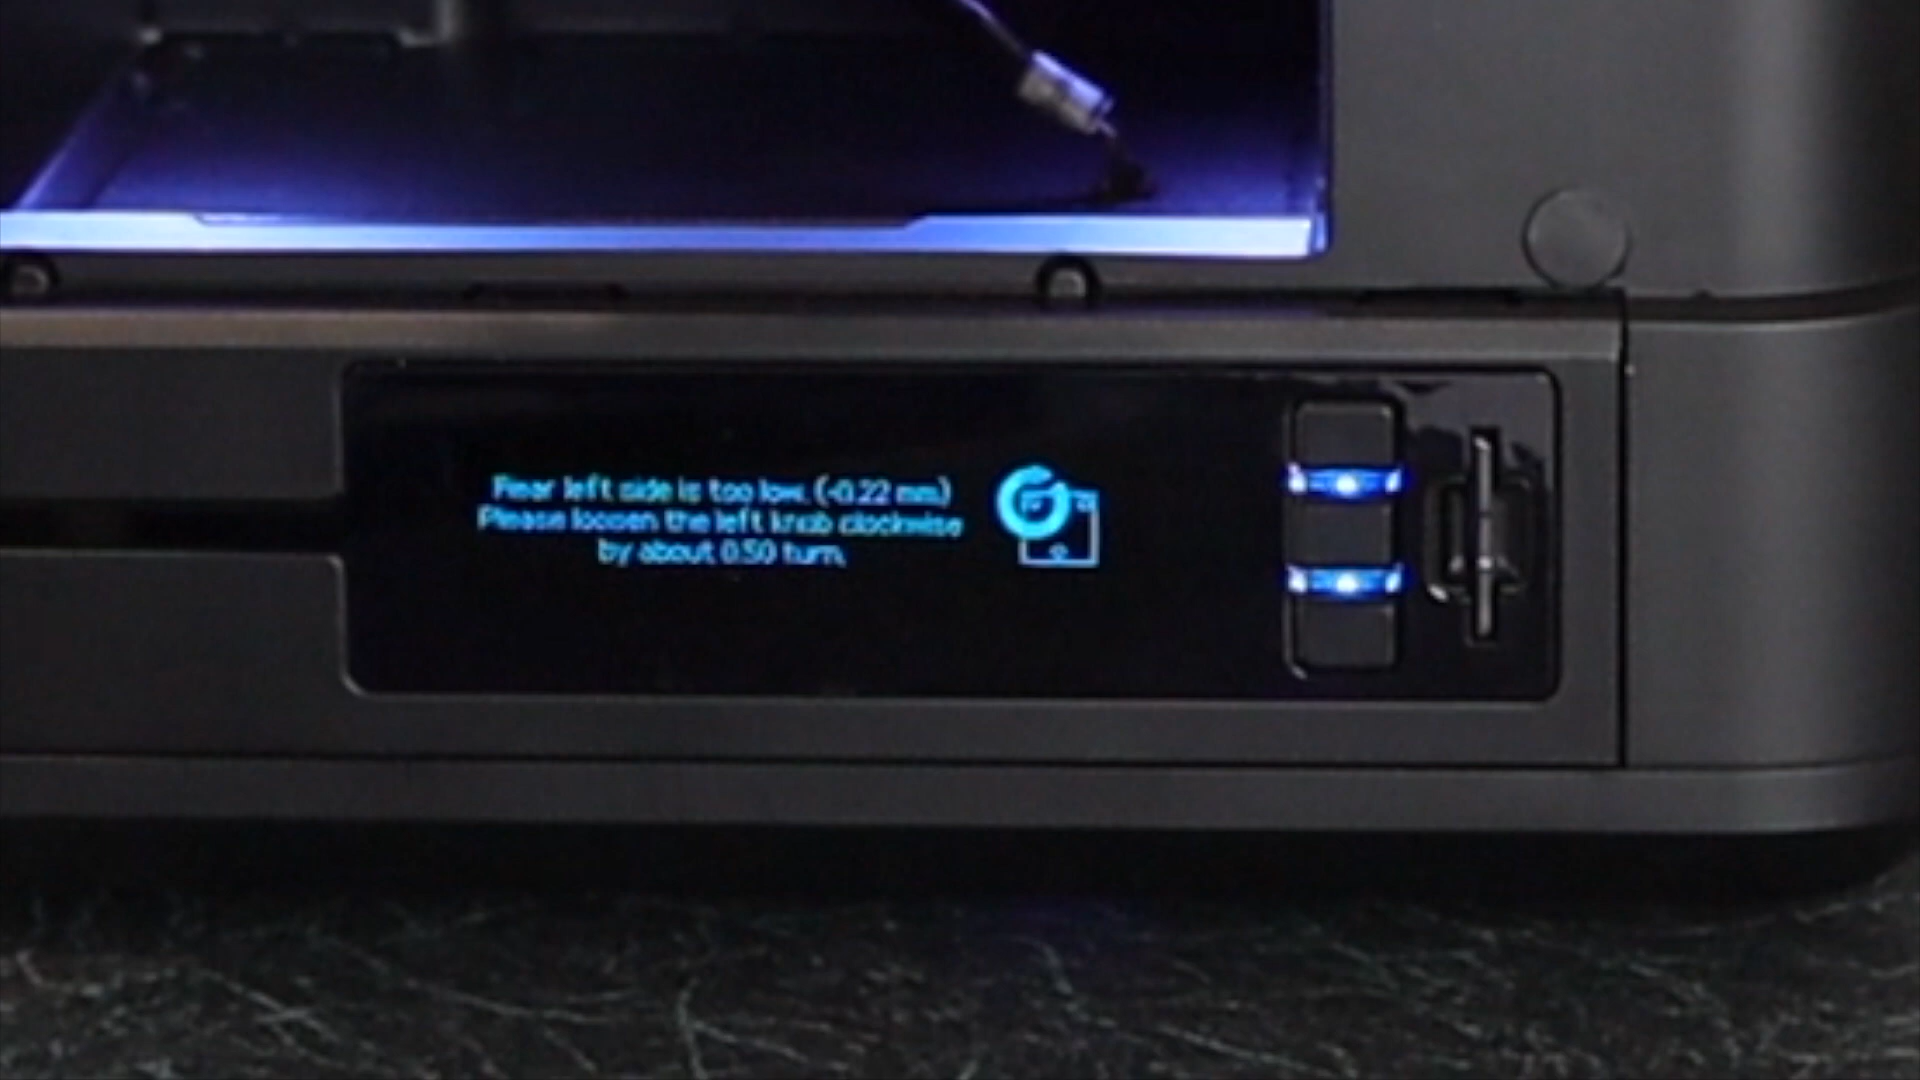 Rear left side is too low. (-0.22 mm)
Please loosen the left knob clockwise
by about 0.50 turn.